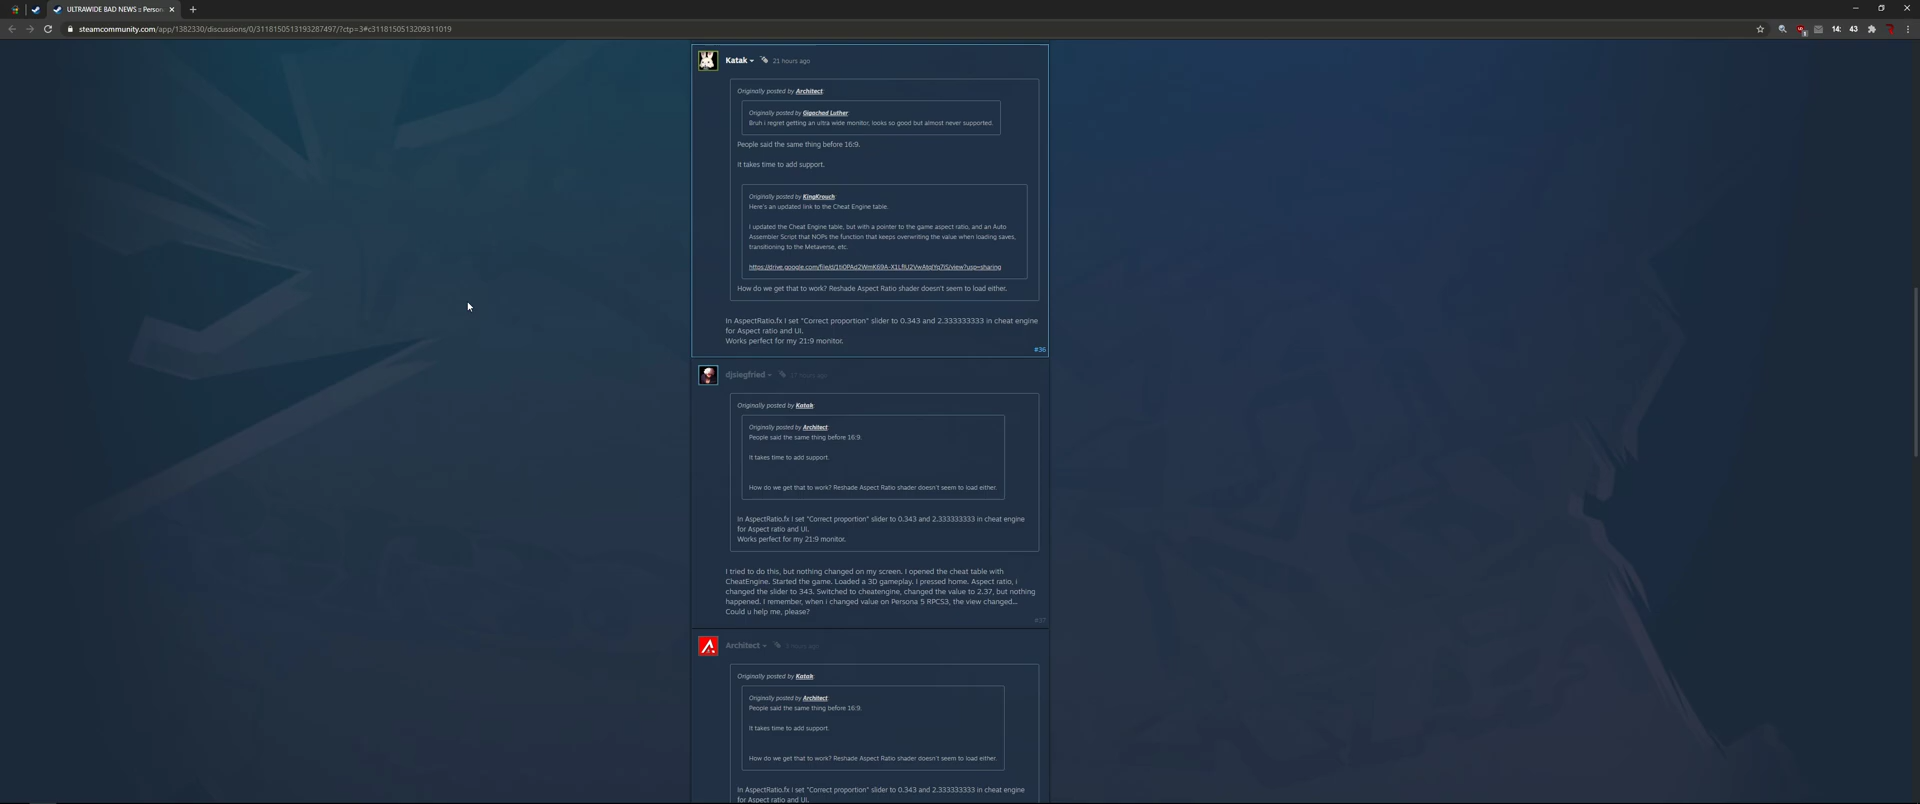 ULTRAWIDE BAD NEWS :: Person
steamcommunity.com/app/1382330/discussions/0/3118150513193287497/?ctp=3#c3118150513209311019
14: 43
Katak 21 hours ago
Originally posted by Architect:
Originally posted by Gigachad Luther:
Bruh i regret getting an ultra wide monitor, looks so good but almost never supported.
People said the same thing before 16:9.
It takes time to add support.
Originally posted by KingKrouch:
Here's an updated link to the Cheat Engine table.
I updated the Cheat Engine table, but with a pointer to the game aspect ratio, and an Auto
Assembler Script that NOPs the function that keeps overwriting the value when loading saves,
transitioning to the Metaverse, etc.
How do we get that to work? Reshade Aspect Ratio shader doesn't seem to load either.
In AspectRatio.fx I set "Correct proportion" slider to 0.343 and 2.333333333 in cheat engine
for Aspect ratio and UI.
Works perfect for my 21:9 monitor.
#36
djsiegfried 17 hours ago
Originally posted by Katak:
Originally posted by Architect:
People said the same thing before 16:9.
It takes time to add support.
How do we get that to work? Reshade Aspect Ratio shader doesn't seem to load either.
In AspectRatio.fx I set "Correct proportion" slider to 0.343 and 2.333333333 in cheat engine
for Aspect ratio and UI.
Works perfect for my 21:9 monitor.
I tried to do this, but nothing changed on my screen. I opened the cheat table with
CheatEngine. Started the game. Loaded a 3D gameplay. I pressed home. Aspect ratio, i
changed the slider to 343. Switched to cheatengine, changed the value to 2.37, but nothing
happened. I remember, when i changed value on Persona 5 RPCS3, the view changed...
Could u help me, please?
#37
Architect hours ago
Originally posted by Katak:
Originally posted by Architect:
People said the same thing before 16:9.
It takes time to add support.
How do we get that to work? Reshade Aspect Ratio shader doesn't seem to load either.
In AspectRatio.fx I set "Correct proportion" slider to 0.343 and 2.333333333 in cheat engine
for Aspect ratio and UI.